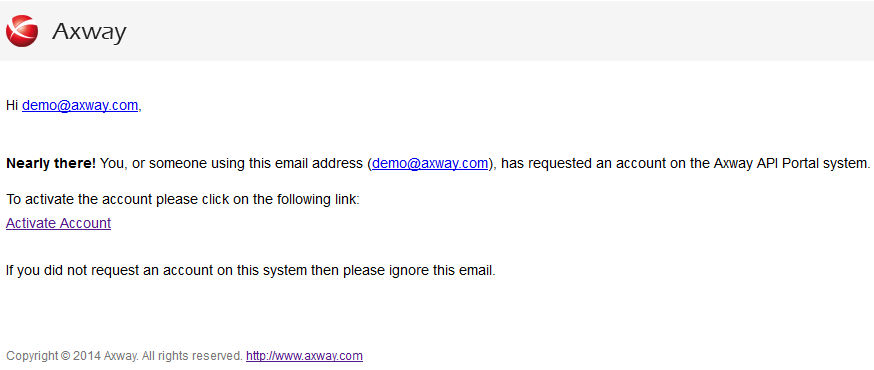 Axway
Hi demo@axway.com,
Nearly there! You, or someone using this email address (demo@axway.com), has requested an account on the Axway API Portal system.
To activate the account please click on the following link:
Activate Account
If you did not request an account on this system then please ignore this email.
Copyright © 2014 Axway. All rights reserved. http://www.axway.com